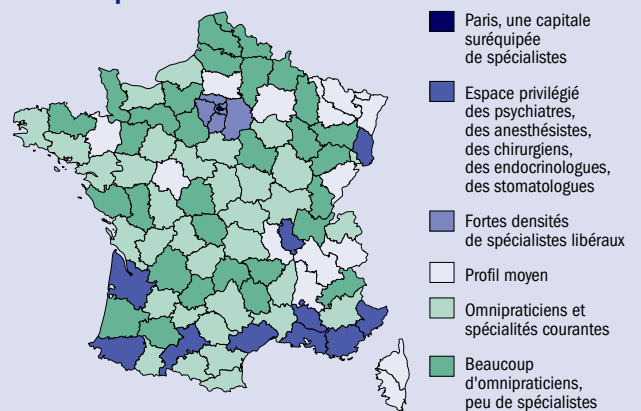 Paris, une capitale
suréquipée
de spécialistes
Espace privilégié
des psychiatres,
des anesthésistes,
des chirurgiens,
des endocrinologues,
des stomatologues
Fortes densités
de spécialistes libéraux
Profil moyen
Omnipraticiens et
spécialités courantes
Beaucoup
d'omnipraticiens,
peu de spécialistes